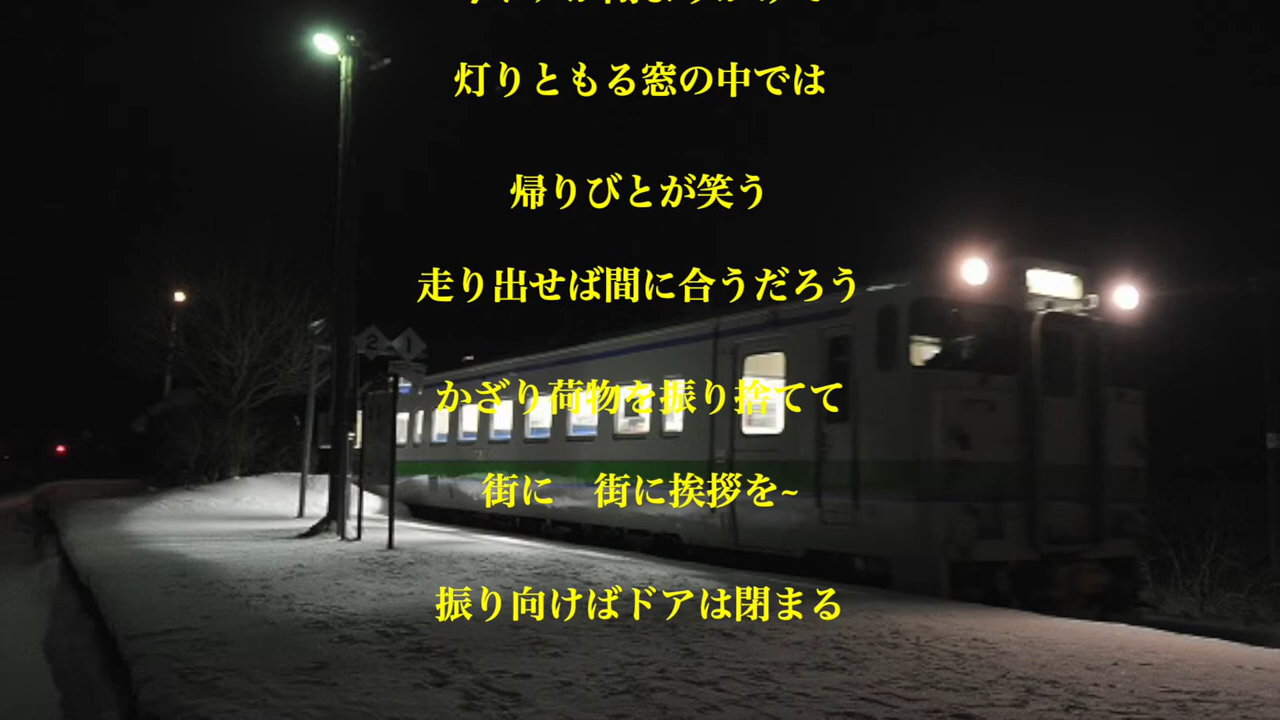 灯りともる窓の中では
帰りびとが笑う
走り出せば間に合うだろう
かざり荷物を振り捨てて
街に　街に挨拶を~
振り向けばドアは閉まる
2 1